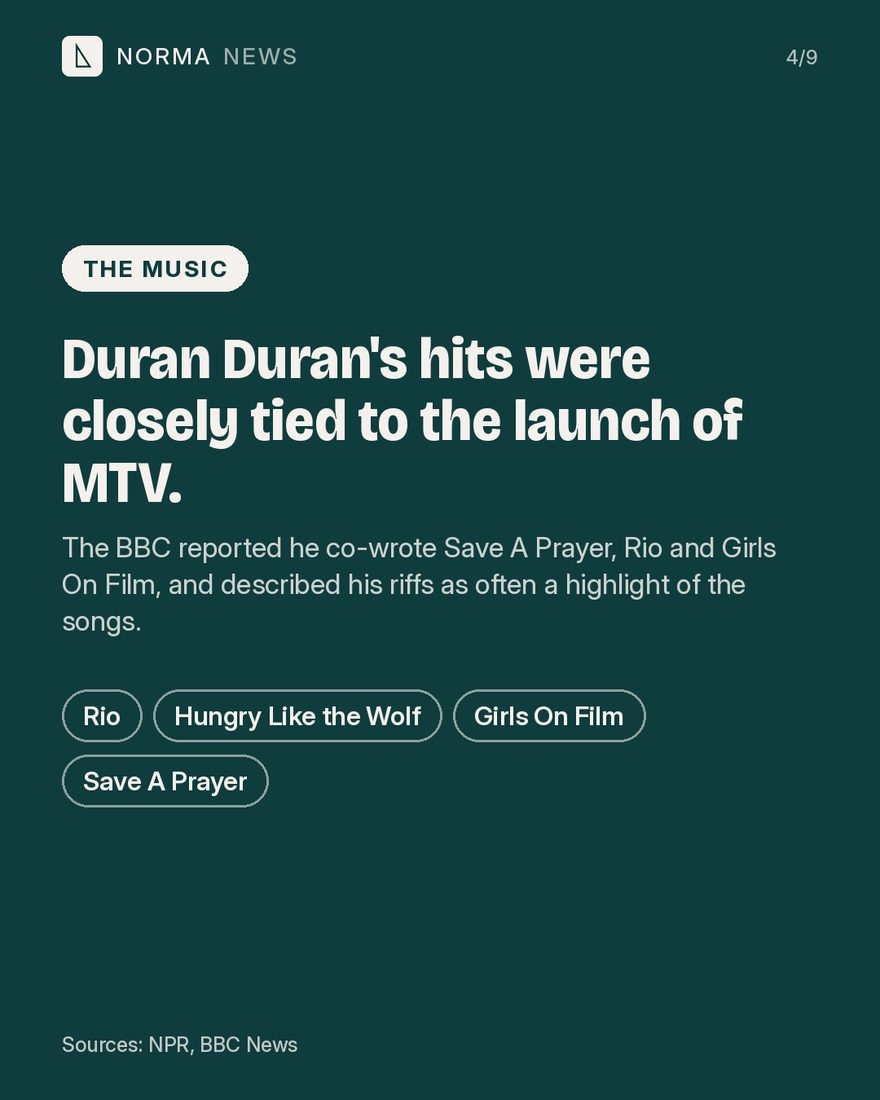 NORMA NEWS
4/9
THE MUSIC
Duran Duran's hits were
closely tied to the launch of
MTV.
The BBC reported he co-wrote Save A Prayer, Rio and Girls
On Film, and described his riffs as often a highlight of the
songs.
Rio
Hungry Like the Wolf
Girls On Film
Save A Prayer
Sources: NPR, BBC News